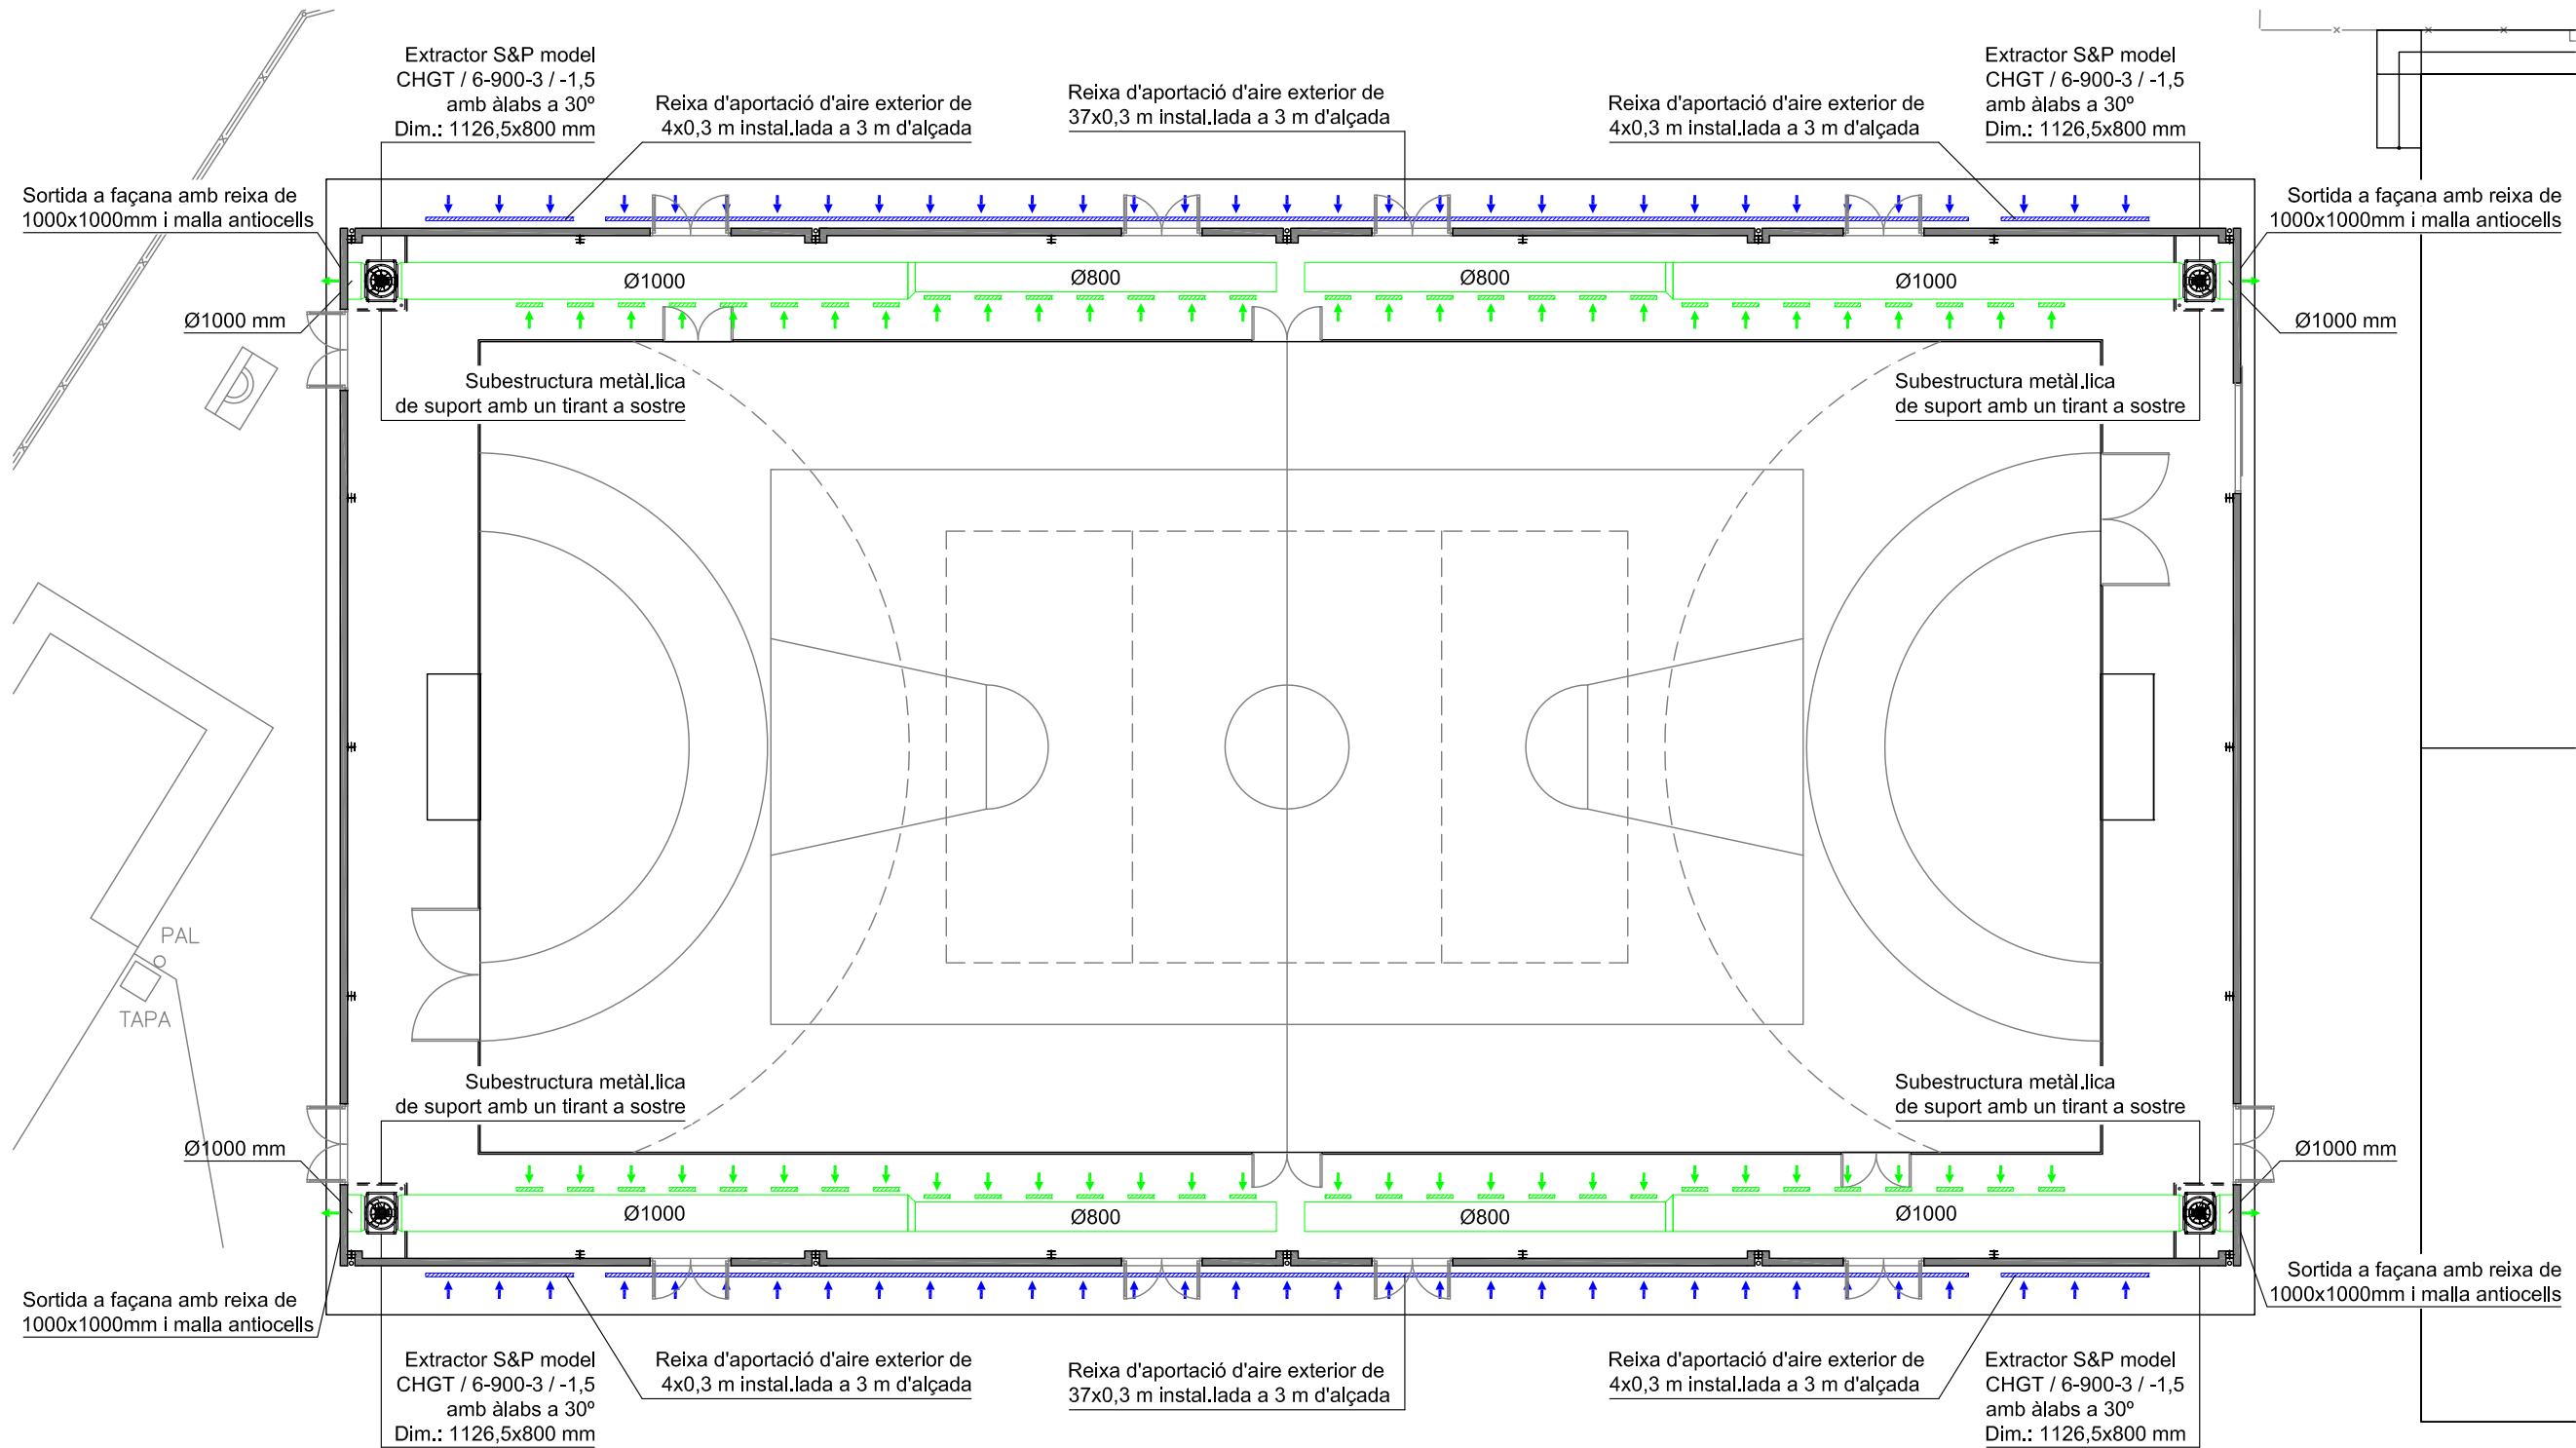 Extractor S&P model
CHGT / 6-900-3 / -1,5
amb àlabs a 30º
Dim.: 1126,5x800 mm
Reixa d'aportació d'aire exterior de
4x0,3 m instal.lada a 3 m d'alçada
Reixa d'aportació d'aire exterior de
37x0,3 m instal.lada a 3 m d'alçada
Reixa d'aportació d'aire exterior de
4x0,3 m instal.lada a 3 m d'alçada
Extractor S&P model
CHGT / 6-900-3 / -1,5
amb àlabs a 30º
Dim.: 1126,5x800 mm
Sortida a façana amb reixa de
1000x1000mm i malla antiocells
Sortida a façana amb reixa de
1000x1000mm i malla antiocells
Ø1000
Ø800
Ø800
Ø1000
Ø1000 mm
Ø1000 mm
Subestructura metàl.lica
de suport amb un tirant a sostre
Subestructura metàl.lica
de suport amb un tirant a sostre
PAL
TAPA
Subestructura metàl.lica
de suport amb un tirant a sostre
Subestructura metàl.lica
de suport amb un tirant a sostre
Ø1000 mm
Ø1000 mm
Ø1000
Ø800
Ø800
Ø1000
Sortida a façana amb reixa de
1000x1000mm i malla antiocells
Sortida a façana amb reixa de
1000x1000mm i malla antiocells
Extractor S&P model
CHGT / 6-900-3 / -1,5
amb àlabs a 30º
Dim.: 1126,5x800 mm
Reixa d'aportació d'aire exterior de
4x0,3 m instal.lada a 3 m d'alçada
Reixa d'aportació d'aire exterior de
37x0,3 m instal.lada a 3 m d'alçada
Reixa d'aportació d'aire exterior de
4x0,3 m instal.lada a 3 m d'alçada
Extractor S&P model
CHGT / 6-900-3 / -1,5
amb àlabs a 30º
Dim.: 1126,5x800 mm